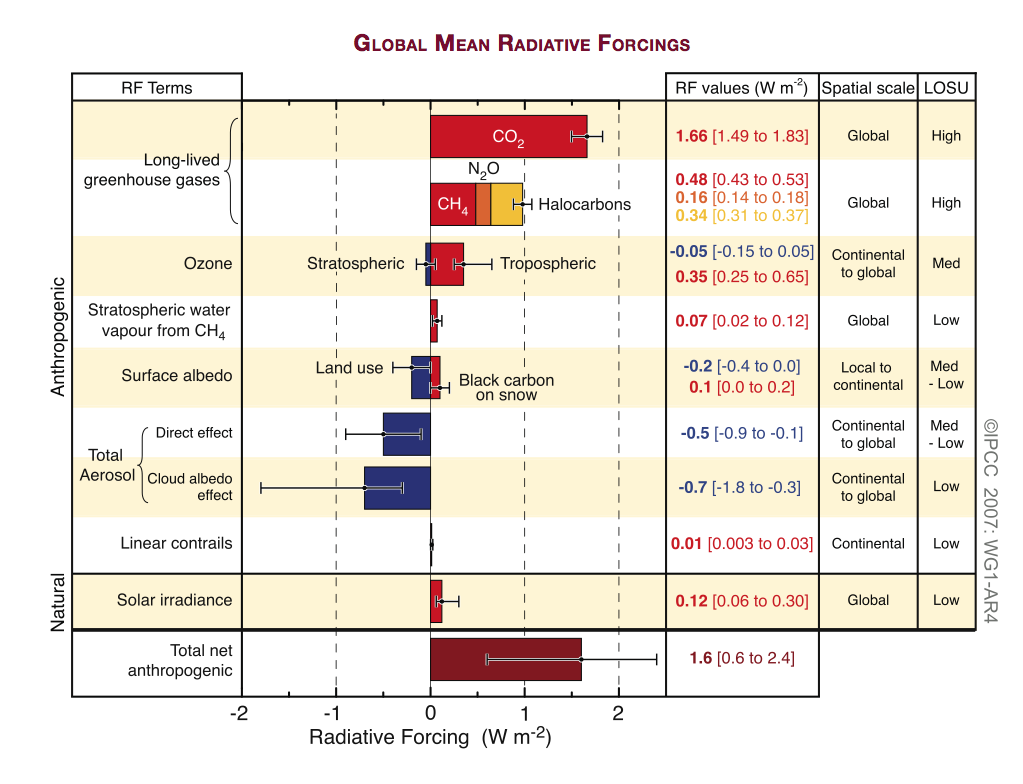 GLOBAL MEAN RADIATIVE FORCINGS
RF Terms
RF values (W m-2)
Spatial scale
LOSU
Anthropogenic
Long-lived
greenhouse gases
CO2
1.66 [1.49 to 1.83]
Global
High
N2O
CH4
Halocarbons
0.48 [0.43 to 0.53]
0.16 [0.14 to 0.18]
0.34 [0.31 to 0.37]
Global
High
Ozone
Stratospheric
Tropospheric
-0.05 [-0.15 to 0.05]
0.35 [0.25 to 0.65]
Continental
to global
Med
Stratospheric water
vapour from CH4
0.07 [0.02 to 0.12]
Global
Low
Surface albedo
Land use
Black carbon
on snow
-0.2 [-0.4 to 0.0]
0.1 [0.0 to 0.2]
Local to
continental
Med
- Low
Total
Aerosol
Direct effect
-0.5 [-0.9 to -0.1]
Continental
to global
Med
- Low
Cloud albedo
effect
-0.7 [-1.8 to -0.3]
Continental
to global
Low
Linear contrails
0.01 [0.003 to 0.03]
Continental
Low
Natural
Solar irradiance
0.12 [0.06 to 0.30]
Global
Low
Total net
anthropogenic
1.6 [0.6 to 2.4]
-2 -1 0 1 2
Radiative Forcing (W m-2)
©IPCC 2007: WG1-AR4